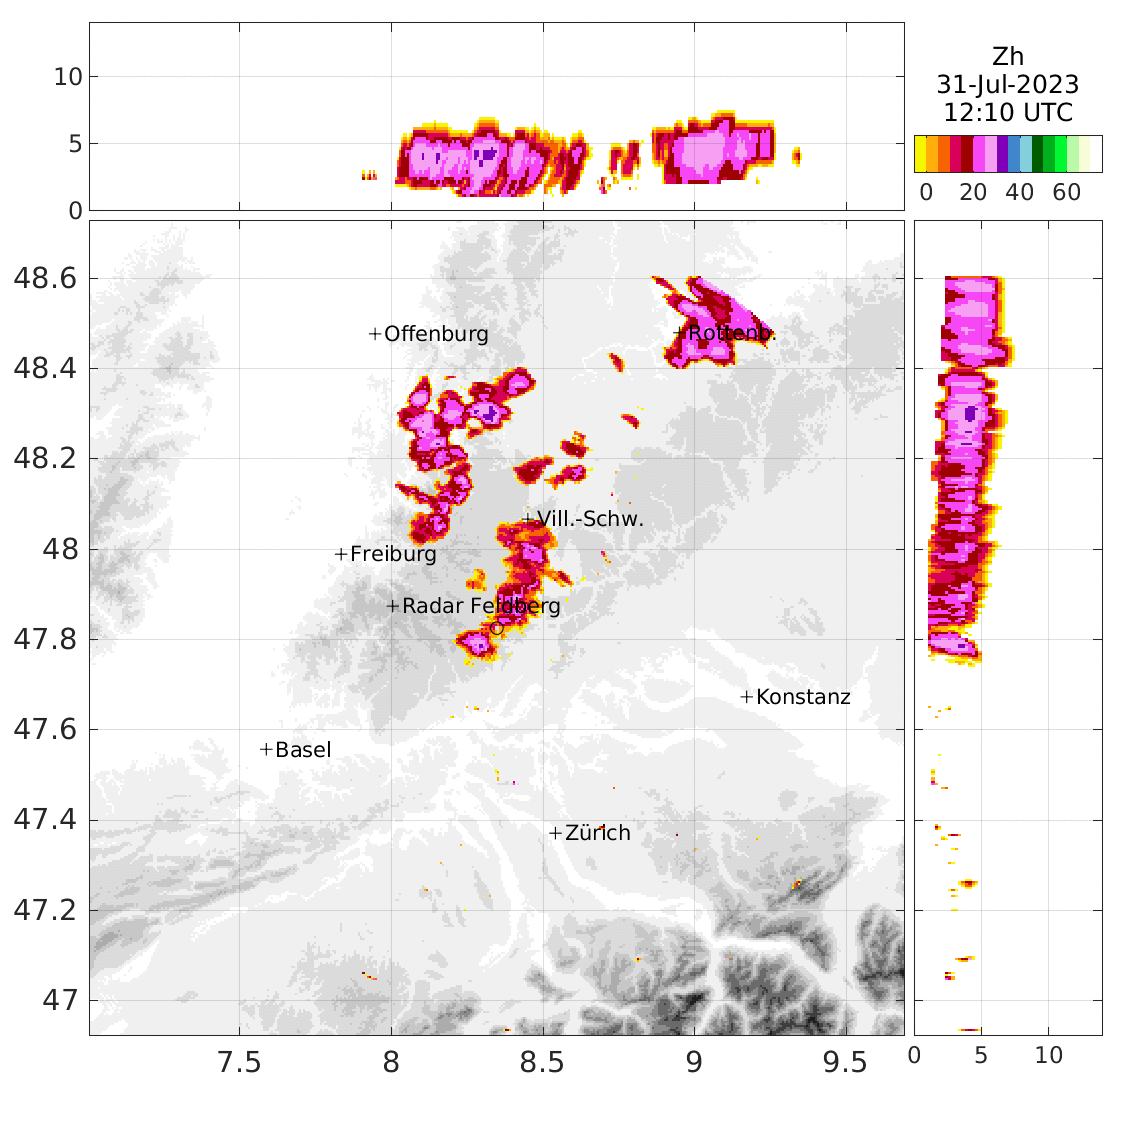 10
5
0
Zh
31-Jul-2023
12:10 UTC
0 20 40 60
48.6
48.4
48.2
48
47.8
47.6
47.4
47.2
47
Offenburg
Rottenb.
Vill.-Schw.
Freiburg
Radar Feldberg
Konstanz
Basel
Zürich
7.5 8 8.5 9 9.5
0 5 10